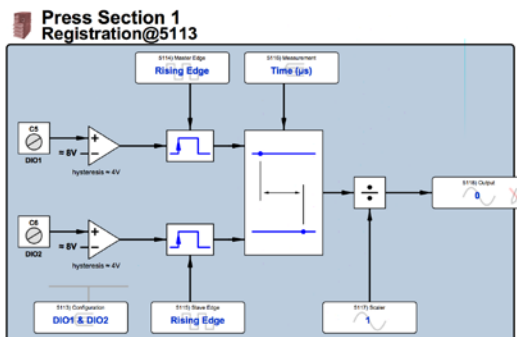 Press Section 1
Registration@5113
5114) Master Edge
Rising Edge
5116) Measurement
Time (µs)
C5
DIO1
+
−
≈ 8V
hysteresis = 4V
5118) Output
0
÷
C6
DIO2
+
−
≈ 8V
hysteresis = 4V
5113) Configuration
DIO1 & DIO2
5115) Slave Edge
Rising Edge
5117) Scaler
1